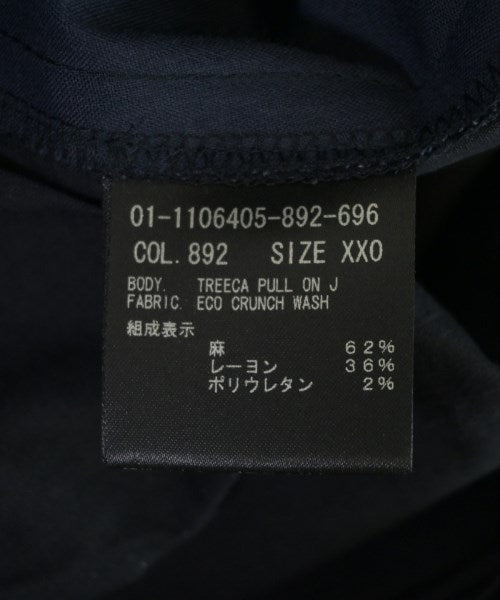 01-1106405-892-696
COL. 892 SIZE XXO
BODY. TREECA PULL ON J
FABRIC. ECO CRUNCH WASH
組成表示
麻 62%
レーヨン 36%
ポリウレタン 2%